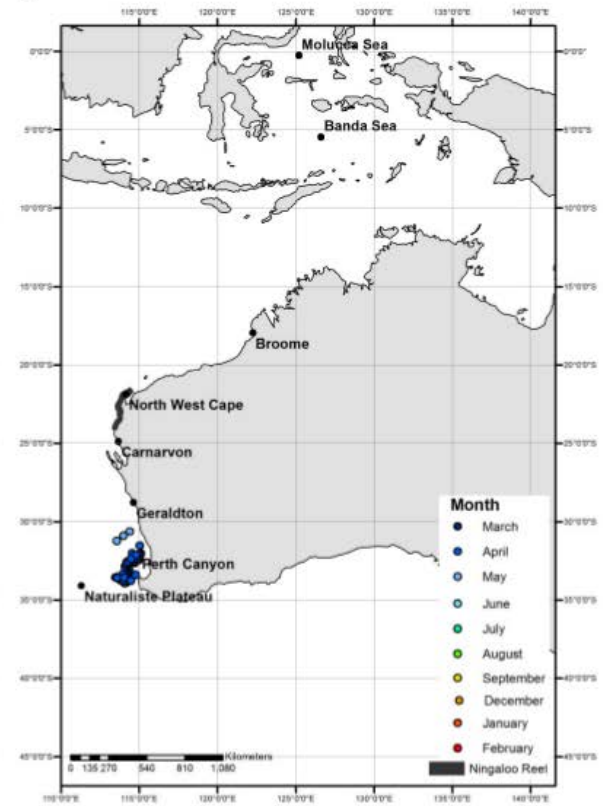 115°0'0"E 120°0'0"E 125°0'0"E 130°0'0"E 135°0'0"E 140°0'0"E
Molucca Sea
0°0'0" 0°0'0"
Banda Sea
5°0'0"S 5°0'0"S
10°0'0"S 10°0'0"S
15°0'0"S 15°0'0"S
Broome
20°0'0"S 20°0'0"S
North West Cape
25°0'0"S 25°0'0"S
Carnarvon
Geraldton
30°0'0"S 30°0'0"S
Perth Canyon
Naturaliste Plateau
35°0'0"S 35°0'0"S
40°0'0"S 40°0'0"S
45°0'0"S 45°0'0"S
Month
March
April
May
June
July
August
September
December
January
February
Ningaloo Reef
Kilometers
0 135 270 540 810 1,080
110°0'0"E 115°0'0"E 120°0'0"E 125°0'0"E 130°0'0"E 135°0'0"E 140°0'0"E